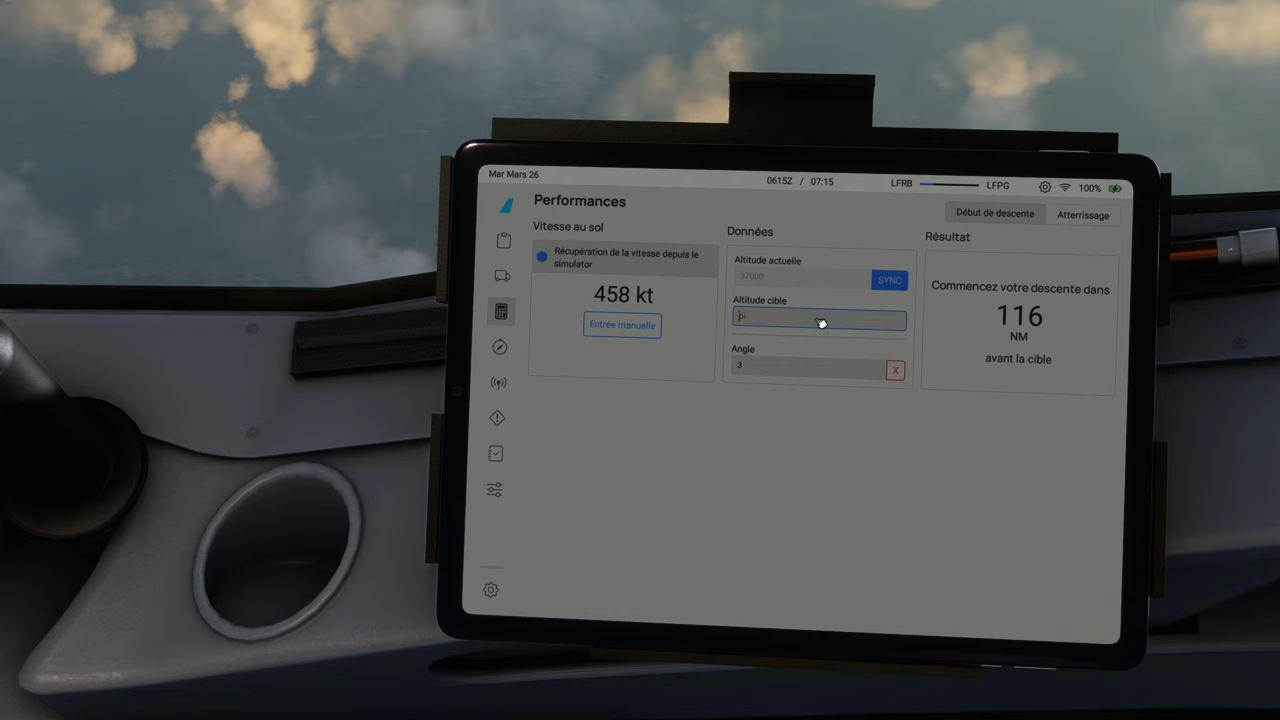 Mar Mars 26
0615Z / 07:15
LFRB LFPG
100%
Performances
Début de descente
Atterrissage
Vitesse au sol
Récupération de la vitesse depuis le
simulator
458 kt
Entrée manuelle
Données
Altitude actuelle
37000
SYNC
Altitude cible
pi
Angle
3
X
Résultat
Commencez votre descente dans
116
NM
avant la cible